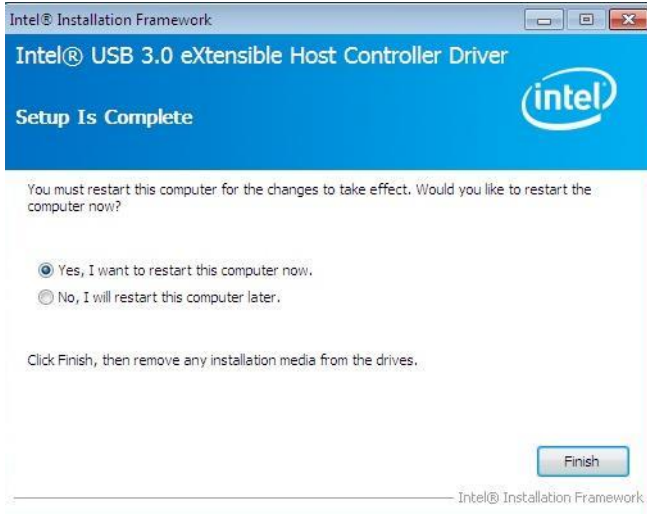 Intel® Installation Framework
Intel® USB 3.0 eXtensible Host Controller Driver
Setup Is Complete
intel
You must restart this computer for the changes to take effect. Would you like to restart the
computer now?
Yes, I want to restart this computer now.
No, I will restart this computer later.
Click Finish, then remove any installation media from the drives.
Finish
Intel® Installation Framework